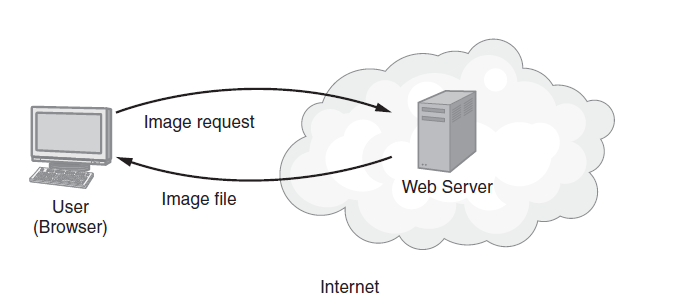 Image request
Image file
User
(Browser)
Web Server
Internet